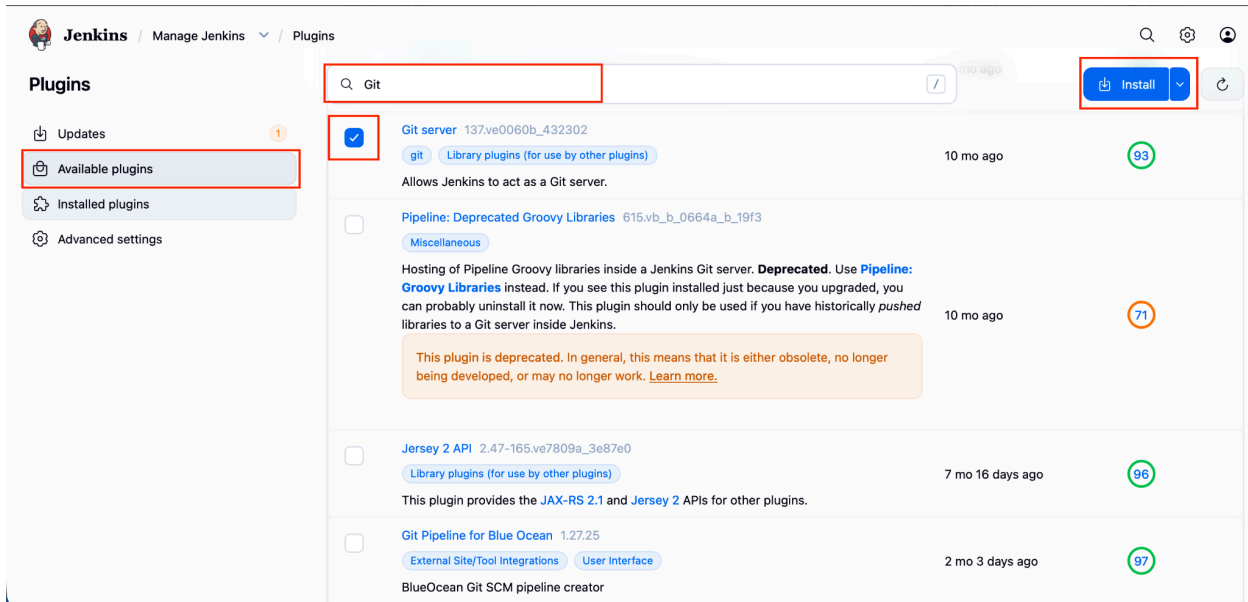 Jenkins / Manage Jenkins / Plugins
Plugins
Updates 1
Available plugins
Installed plugins
Advanced settings
Git /
mo ago
Install
Git server 137.ve0060b_432302
git Library plugins (for use by other plugins)
Allows Jenkins to act as a Git server.
10 mo ago
93
Pipeline: Deprecated Groovy Libraries 615.vb_b_0664a_b_19f3
Miscellaneous
Hosting of Pipeline Groovy libraries inside a Jenkins Git server. Deprecated. Use Pipeline:
Groovy Libraries instead. If you see this plugin installed just because you upgraded, you
can probably uninstall it now. This plugin should only be used if you have historically pushed
libraries to a Git server inside Jenkins.
This plugin is deprecated. In general, this means that it is either obsolete, no longer
being developed, or may no longer work. Learn more.
10 mo ago
71
Jersey 2 API 2.47-165.ve7809a_3e87e0
Library plugins (for use by other plugins)
This plugin provides the JAX-RS 2.1 and Jersey 2 APIs for other plugins.
7 mo 16 days ago
96
Git Pipeline for Blue Ocean 1.27.25
External Site/Tool Integrations User Interface
BlueOcean Git SCM pipeline creator
2 mo 3 days ago
97